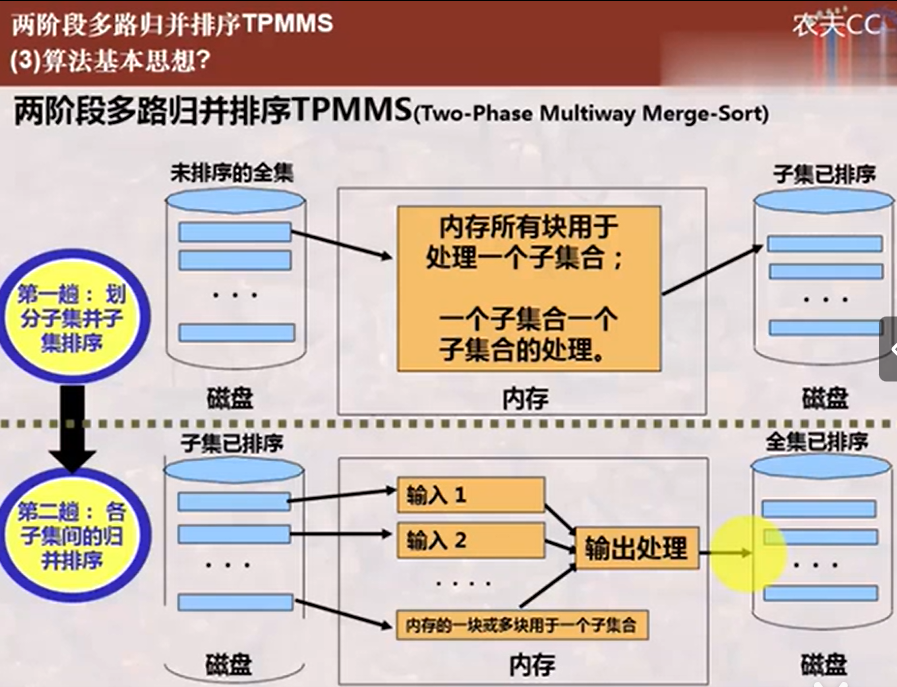 两阶段多路归并排序TPMMS
(3)算法基本思想?
农夫CC
两阶段多路归并排序TPMMS(Two-Phase Multiway Merge-Sort)
未排序的全集
子集已排序
内存所有块用于
处理一个子集合；
一个子集合一个
子集合的处理。
· · ·
· · ·
第一趟：划
分子集并子
集排序
磁盘
内存
磁盘
子集已排序
全集已排序
第二趟：各
子集间的归
并排序
输入 1
输入 2
输出处理
· · ·
· · · ·
· · ·
内存的一块或多块用于一个子集合
磁盘
内存
磁盘